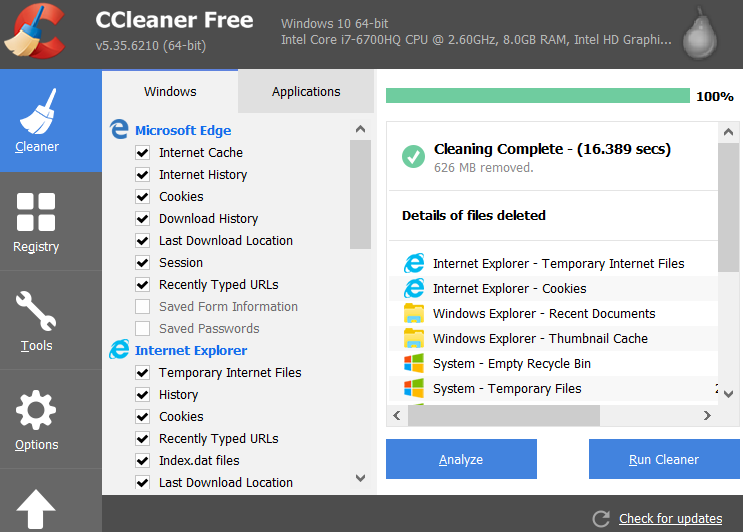 CCleaner Free
v5.35.6210 (64-bit)
Windows 10 64-bit
Intel Core i7-6700HQ CPU @ 2.60GHz, 8.0GB RAM, Intel HD Graphi...
Cleaner
Registry
Tools
Options
Windows
Applications
Microsoft Edge
Internet Cache
Internet History
Cookies
Download History
Last Download Location
Session
Recently Typed URLs
Saved Form Information
Saved Passwords
Internet Explorer
Temporary Internet Files
History
Cookies
Recently Typed URLs
Index.dat files
Last Download Location
100%
Cleaning Complete - (16.389 secs)
626 MB removed.
Details of files deleted
Internet Explorer - Temporary Internet Files
Internet Explorer - Cookies
Windows Explorer - Recent Documents
Windows Explorer - Thumbnail Cache
System - Empty Recycle Bin
System - Temporary Files
Analyze
Run Cleaner
Check for updates